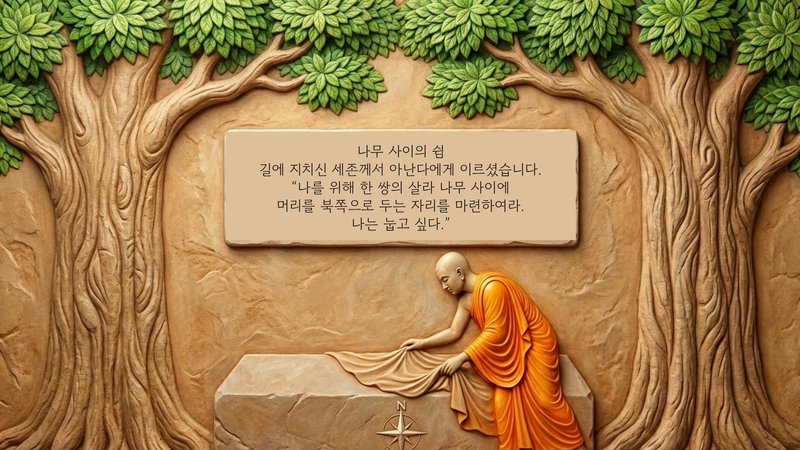 나무 사이의 쉼
길에 지치신 세존께서 아난다에게 이르셨습니다.
“나를 위해 한 쌍의 살라 나무 사이에
머리를 북쪽으로 두는 자리를 마련하여라.
나는 눕고 싶다.”
N